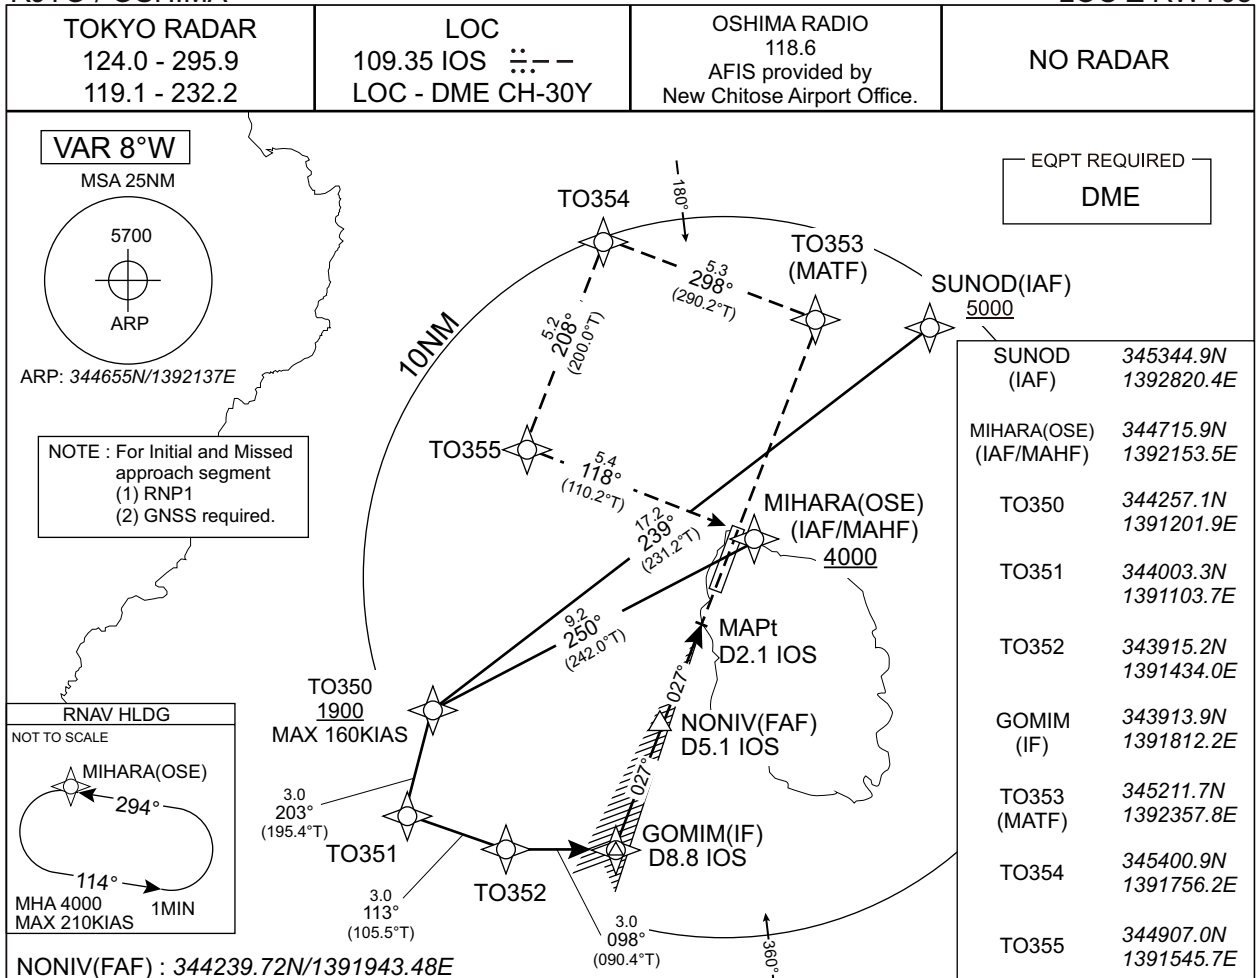 TOKYO RADAR
124.0 - 295.9
119.1 - 232.2
LOC
109.35 IOS
LOC - DME CH-30Y
OSHIMA RADIO
118.6
AFIS provided by
New Chitose Airport Office.
NO RADAR
VAR 8°W
MSA 25NM
5700
ARP
ARP: 344655N/1392137E
NOTE : For Initial and Missed
approach segment
(1) RNP1
(2) GNSS required.
EQPT REQUIRED
DME
10NM
180°
TO354
5.3
298°
(290.2°T)
TO353
(MATF)
SUNOD(IAF)
5000
5.2
208°
(200.0°T)
TO355
5.4
118°
(110.2°T)
17.2
239°
(231.2°T)
MIHARA(OSE)
(IAF/MAHF)
4000
9.2
250°
(242.0°T)
MAPt
D2.1 IOS
027°
TO350
1900
MAX 160KIAS
NONIV(FAF)
D5.1 IOS
027°
3.0
203°
(195.4°T)
TO351
GOMIM(IF)
D8.8 IOS
TO352
3.0
113°
(105.5°T)
3.0
098°
(090.4°T)
360°
RNAV HLDG
NOT TO SCALE
MIHARA(OSE)
294°
114°
1MIN
MHA 4000
MAX 210KIAS
NONIV(FAF) : 344239.72N/1391943.48E
SUNOD 345344.9N
(IAF) 1392820.4E
MIHARA(OSE) 344715.9N
(IAF/MAHF) 1392153.5E
TO350 344257.1N
1391201.9E
TO351 344003.3N
1391103.7E
TO352 343915.2N
1391434.0E
GOMIM 343913.9N
(IF) 1391812.2E
TO353 345211.7N
(MATF) 1392357.8E
TO354 345400.9N
1391756.2E
TO355 344907.0N
1391545.7E